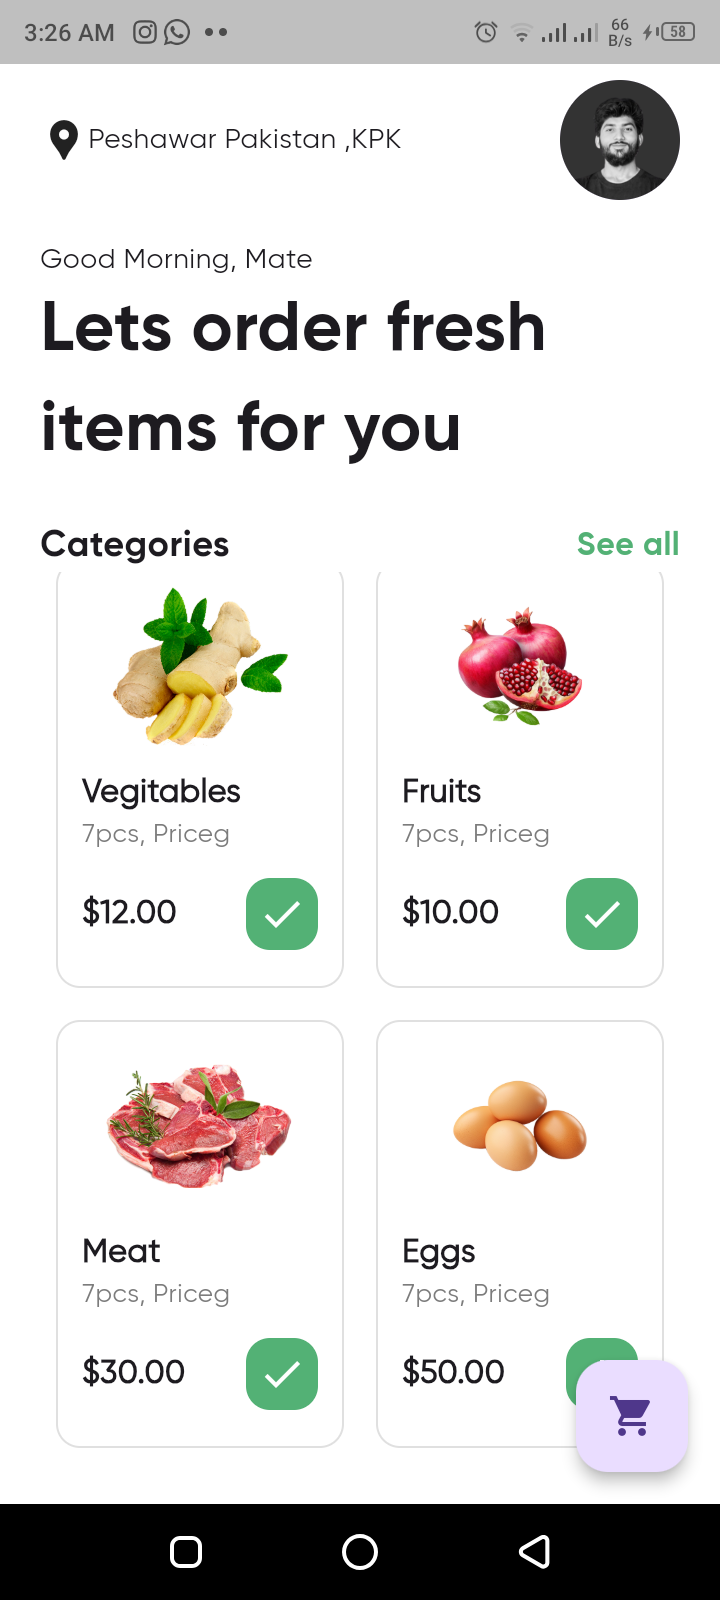 3:26 AM
66
B/s
58
Peshawar Pakistan ,KPK
Good Morning, Mate
Lets order fresh
items for you
Categories
See all
Vegitables
7pcs, Priceg
$12.00
Fruits
7pcs, Priceg
$10.00
Meat
7pcs, Priceg
$30.00
Eggs
7pcs, Priceg
$50.00